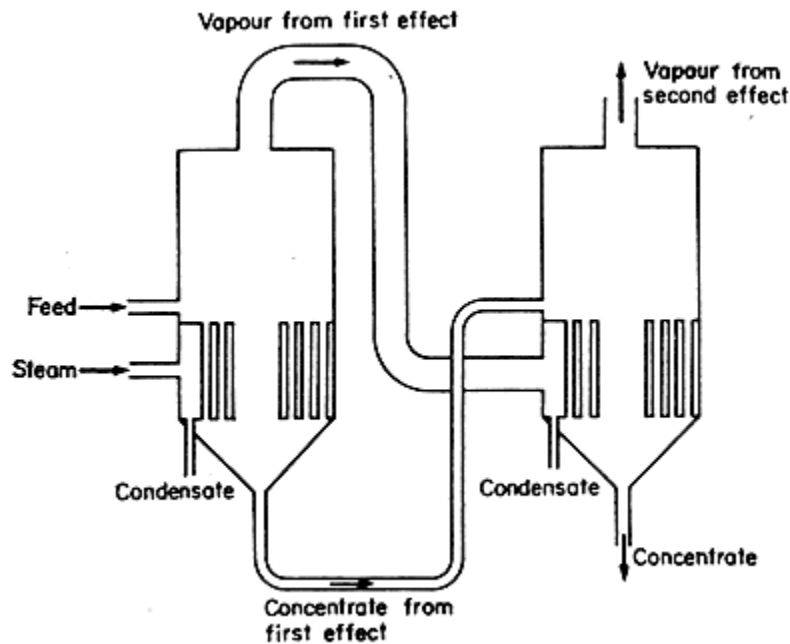 Vapour from first effect
Vapour from
second effect
Feed
Steam
Condensate
Condensate
Concentrate
Concentrate from
first effect